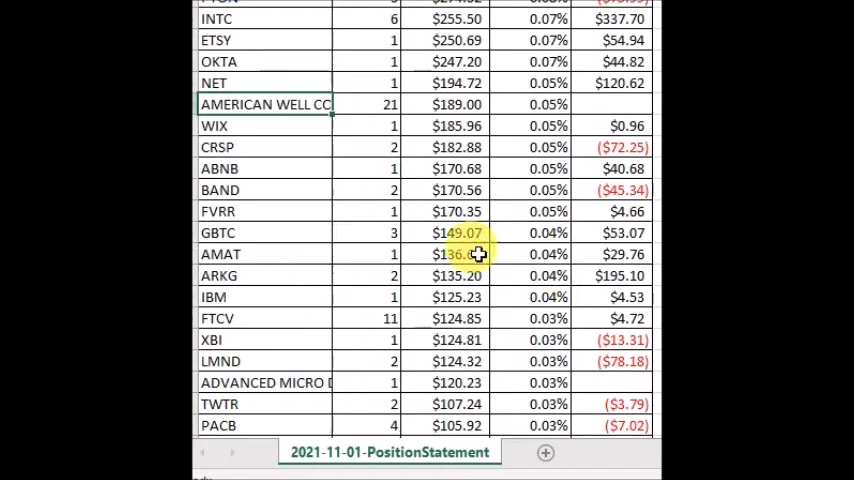 INTC 6 $255.50 0.07% $337.70
ETSY 1 $250.69 0.07% $54.94
OKTA 1 $247.20 0.07% $44.82
NET 1 $194.72 0.05% $120.62
AMERICAN WELL CC 21 $189.00 0.05%
WIX 1 $185.96 0.05% $0.96
CRSP 2 $182.88 0.05% ($72.25)
ABNB 1 $170.68 0.05% $40.68
BAND 2 $170.56 0.05% ($45.34)
FVRR 1 $170.35 0.05% $4.66
GBTC 3 $149.07 0.04% $53.07
AMAT 1 0.04% $29.76
ARKG 2 $135.20 0.04% $195.10
IBM 1 $125.23 0.04% $4.53
FTCV 11 $124.85 0.03% $4.72
XBI 1 $124.81 0.03% ($13.31)
LMND 2 $124.32 0.03% ($78.18)
ADVANCED MICRO D 1 $120.23 0.03%
TWTR 2 $107.24 0.03% ($3.79)
PACB 4 $105.92 0.03% ($7.02)
2021-11-01-PositionStatement